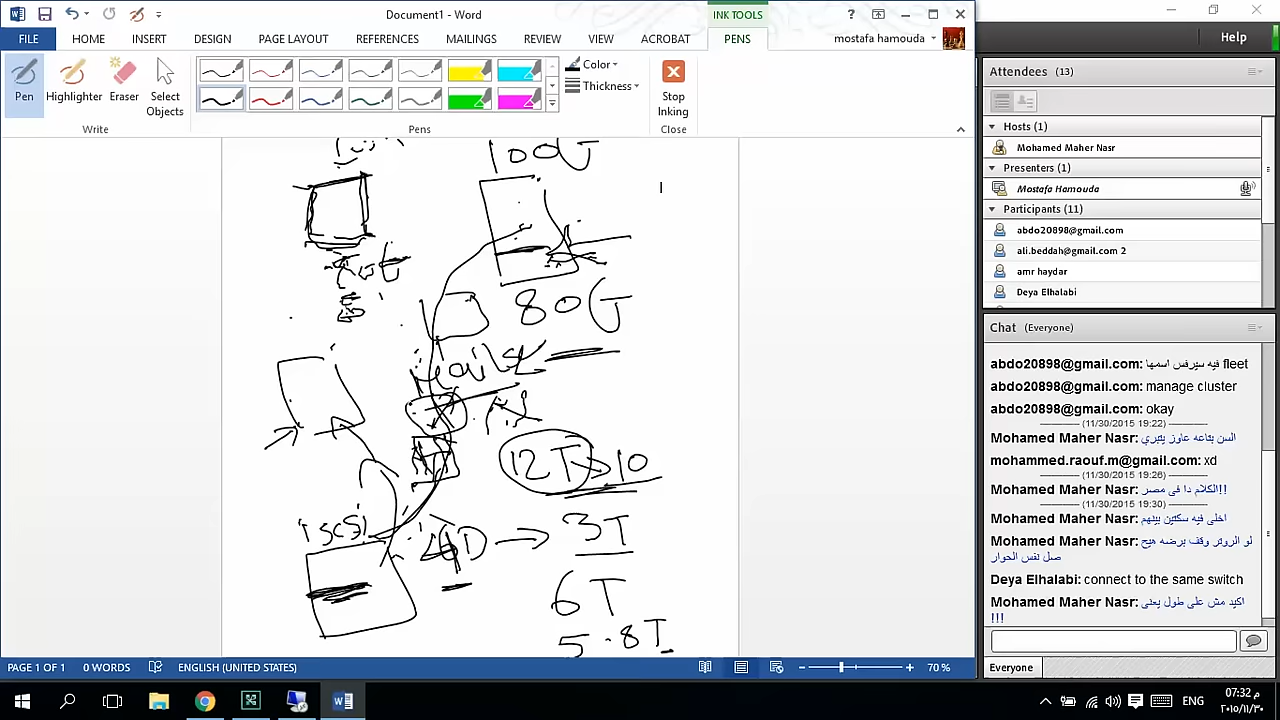 Document1 - Word
INK TOOLS
FILE
HOME
INSERT
DESIGN
PAGE LAYOUT
REFERENCES
MAILINGS
REVIEW
VIEW
ACROBAT
PENS
mostafa hamouda
Help
Pen
Highlighter
Eraser
Select Objects
Color
Thickness
Stop Inking
Write
Pens
Close
100G
80G
12T → 10
iscsi
4D → 3T
6T
5.8T
Attendees (13)
Hosts (1)
Mohamed Maher Nasr
Presenters (1)
Mostafa Hamouda
Participants (11)
abdo20898@gmail.com
ali.beddah@gmail.com 2
amr haydar
Deya Elhalabi
Chat (Everyone)
abdo20898@gmail.com: فيه سيرفس اسمها fleet
abdo20898@gmail.com: manage cluster
abdo20898@gmail.com: okay
(11/30/2015 19:22)
Mohamed Maher Nasr: السن بتاعه عاوز يتبري
mohammed.raouf.m@gmail.com: xd
(11/30/2015 19:26)
Mohamed Maher Nasr: الكلام دا فى مصر!!
(11/30/2015 19:30)
Mohamed Maher Nasr: اخلى فيه سكتين بينهم
Mohamed Maher Nasr: لو الروتر وقف برضه هيح
صل نفس الحوار
Deya Elhalabi: connect to the same switch
Mohamed Maher Nasr: اكيد مش على طول يعنى
!!!
Everyone
PAGE 1 OF 1
0 WORDS
ENGLISH (UNITED STATES)
70 %
ENG
07:32 م
٢٠١٥/١١/٣٠